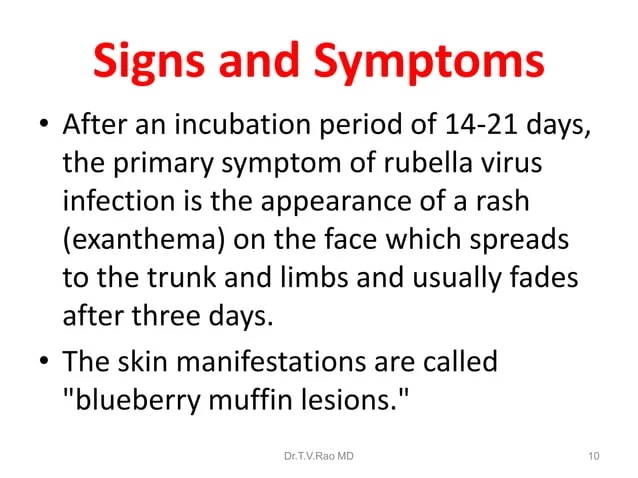 Signs and Symptoms
• After an incubation period of 14-21 days,
the primary symptom of rubella virus
infection is the appearance of a rash
(exanthema) on the face which spreads
to the trunk and limbs and usually fades
after three days.
• The skin manifestations are called
"blueberry muffin lesions."
Dr.T.V.Rao MD
10